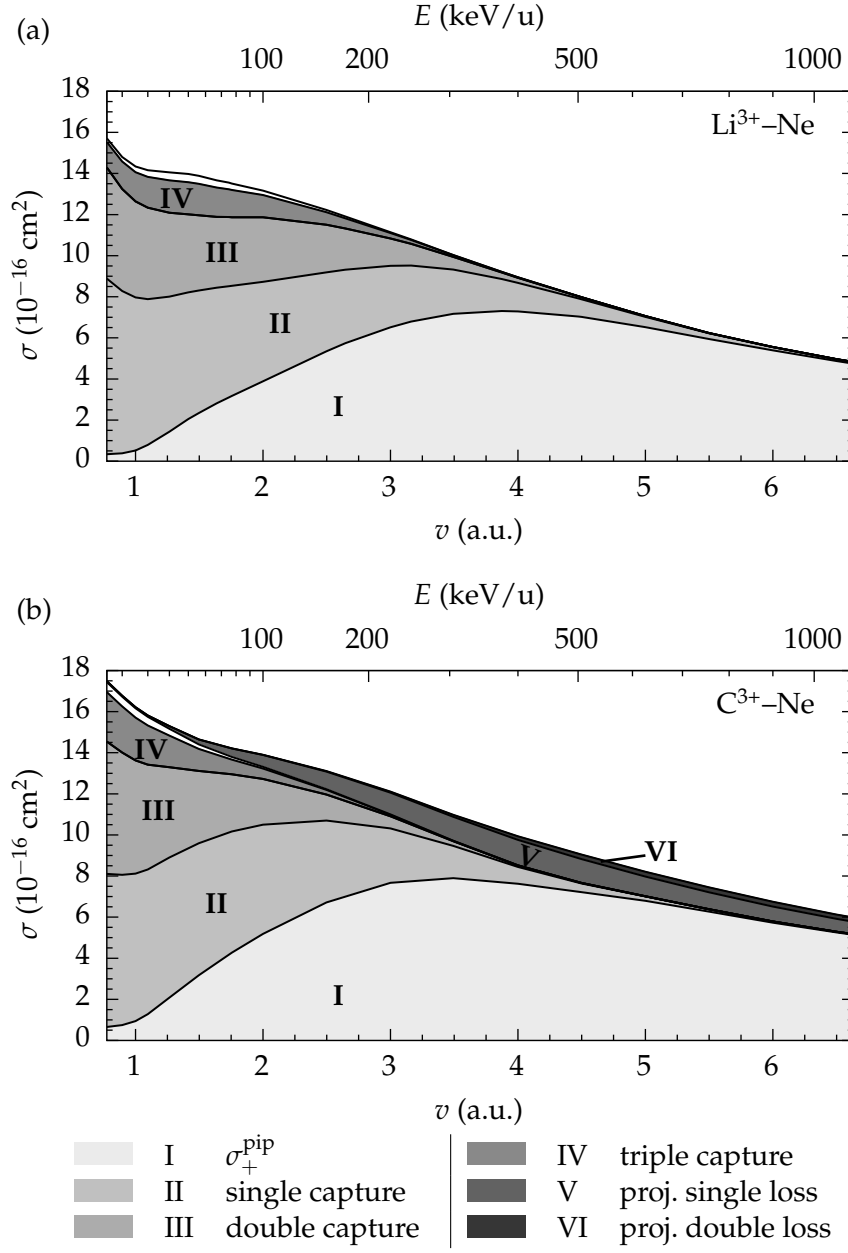 (a)
E (keV/u)
100 200 500 1000
Li³⁺–Ne
18
16
14
12
10
8
6
4
2
0
σ (10⁻¹⁶ cm²)
IV
III
II
I
1 2 3 4 5 6
v (a.u.)
(b)
E (keV/u)
100 200 500 1000
C³⁺–Ne
18
16
14
12
10
8
6
4
2
0
σ (10⁻¹⁶ cm²)
IV
III
II
I
V
VI
1 2 3 4 5 6
v (a.u.)
I σ₊ᵖⁱᵖ
II single capture
III double capture
IV triple capture
V proj. single loss
VI proj. double loss